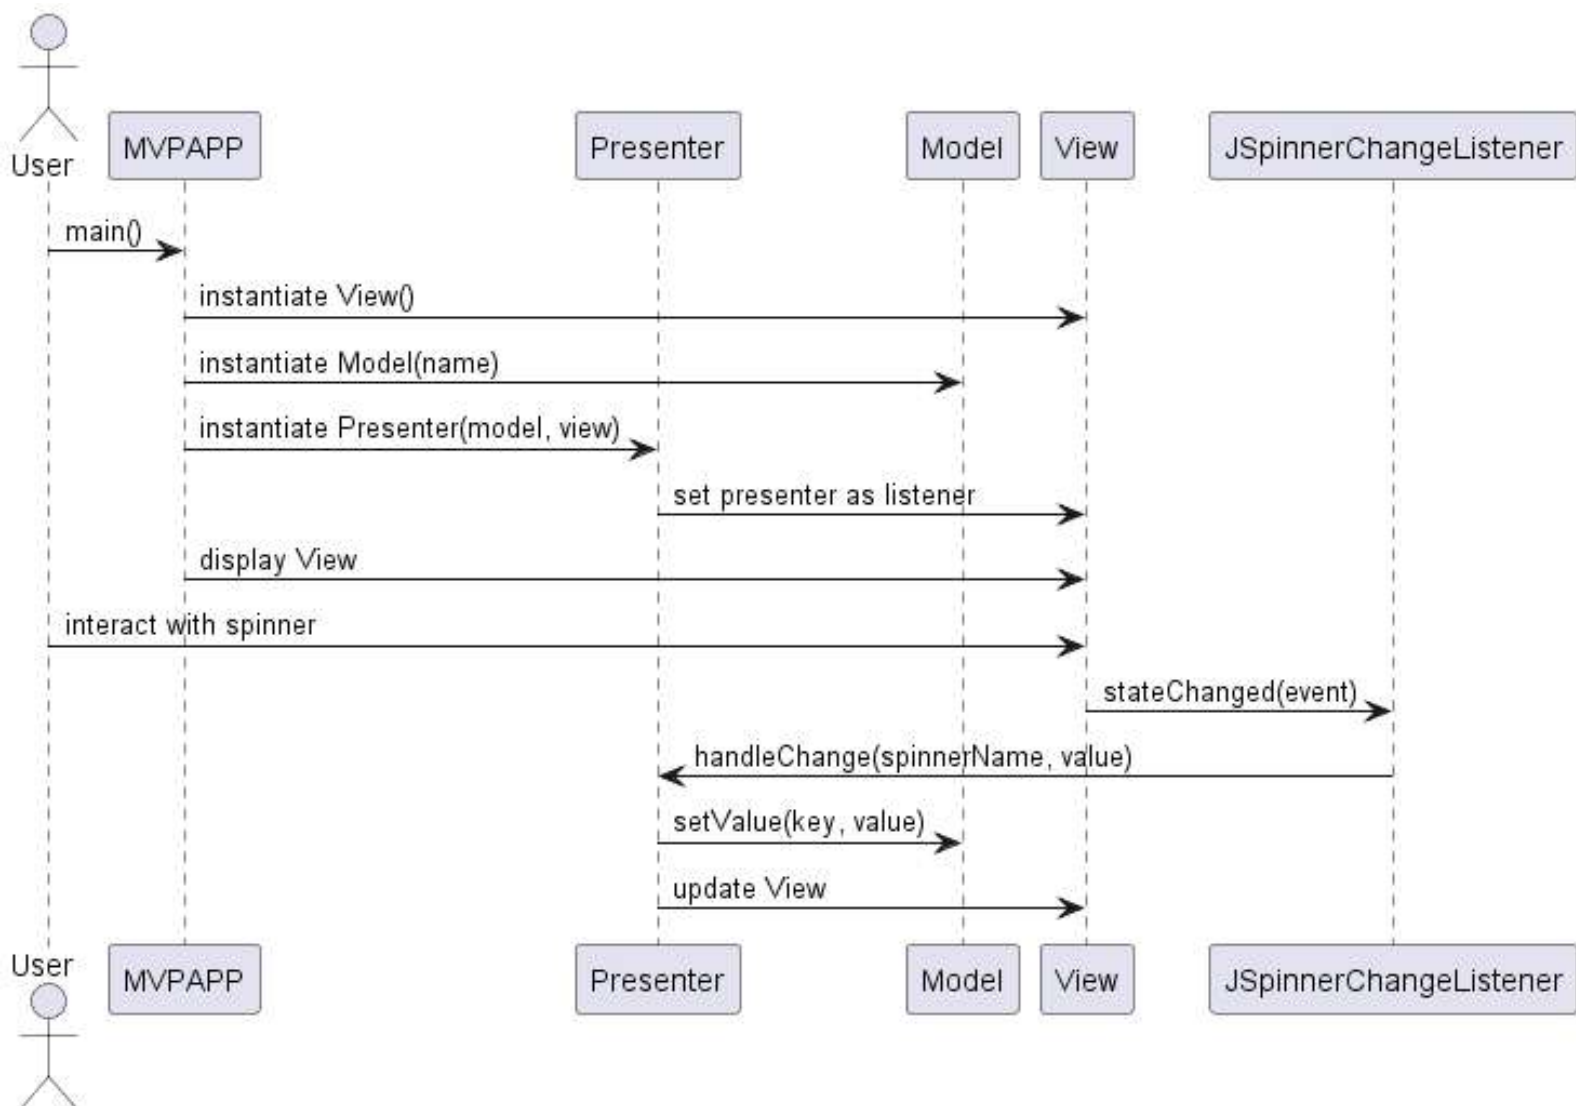 User
MVPAPP
Presenter
Model
View
JSpinnerChangeListener
main()
instantiate View()
instantiate Model(name)
instantiate Presenter(model, view)
set presenter as listener
display View
interact with spinner
stateChanged(event)
handleChange(spinnerName, value)
setValue(key, value)
update View
User
MVPAPP
Presenter
Model
View
JSpinnerChangeListener